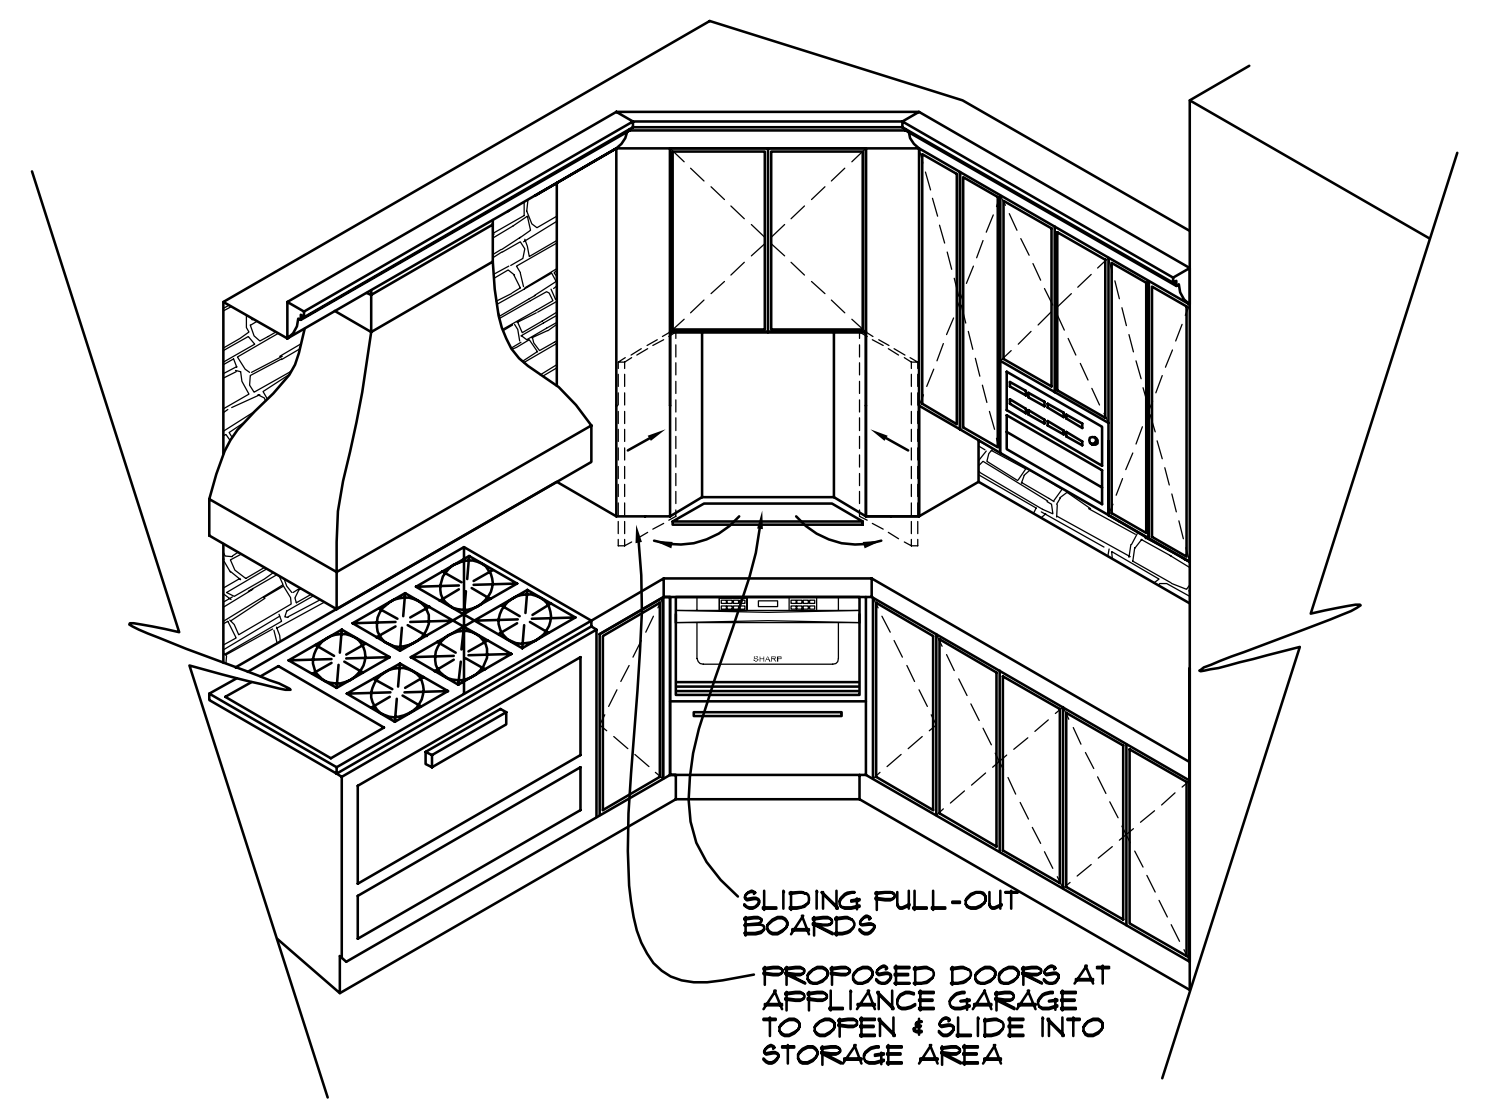 SHARP
SLIDING PULL-OUT
BOARDS
PROPOSED DOORS AT
APPLIANCE GARAGE
TO OPEN & SLIDE INTO
STORAGE AREA